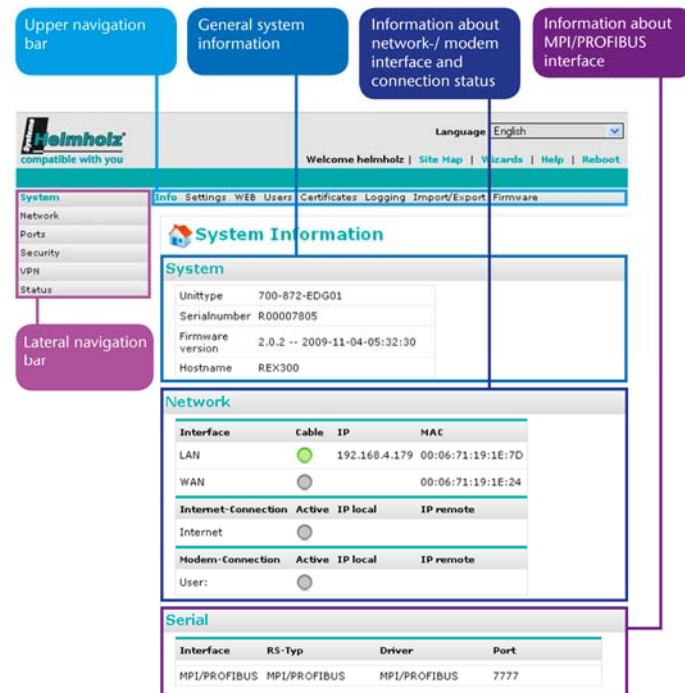 Upper navigation
bar
General system
information
Information about
network-/ modem
interface and
connection status
Information about
MPI/PROFIBUS
interface
Systeme
Helmholz
compatible with you
Language English
Welcome helmholz | Site Map | Wizards | Help | Reboot
System
Network
Ports
Security
VPN
Status
Info Settings WEB Users Certificates Logging Import/Export Firmware
Lateral navigation
bar
System Information
System
Unittype 700-872-EDG01
Serialnumber R00007805
Firmware
version 2.0.2 -- 2009-11-04-05:32:30
Hostname REX300
Network
Interface Cable IP MAC
LAN 192.168.4.179 00:06:71:19:1E:7D
WAN 00:06:71:19:1E:24
Internet-Connection Active IP local IP remote
Internet
Modem-Connection Active IP local IP remote
User:
Serial
Interface RS-Typ Driver Port
MPI/PROFIBUS MPI/PROFIBUS MPI/PROFIBUS 7777